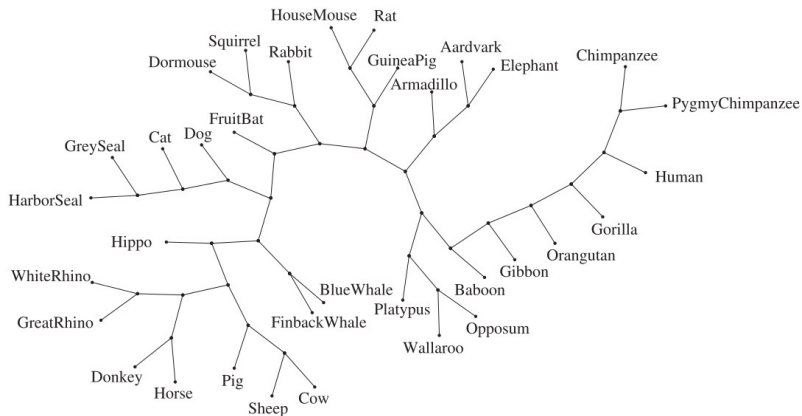 HouseMouse
Rat
Squirrel
Rabbit
Dormouse
GuineaPig
Aardvark
Elephant
Armadillo
Chimpanzee
PygmyChimpanzee
FruitBat
Dog
Cat
GreySeal
HarborSeal
Human
Gorilla
Orangutan
Gibbon
Baboon
Hippo
WhiteRhino
GreatRhino
BlueWhale
FinbackWhale
Platypus
Opposum
Wallaroo
Donkey
Horse
Pig
Sheep
Cow